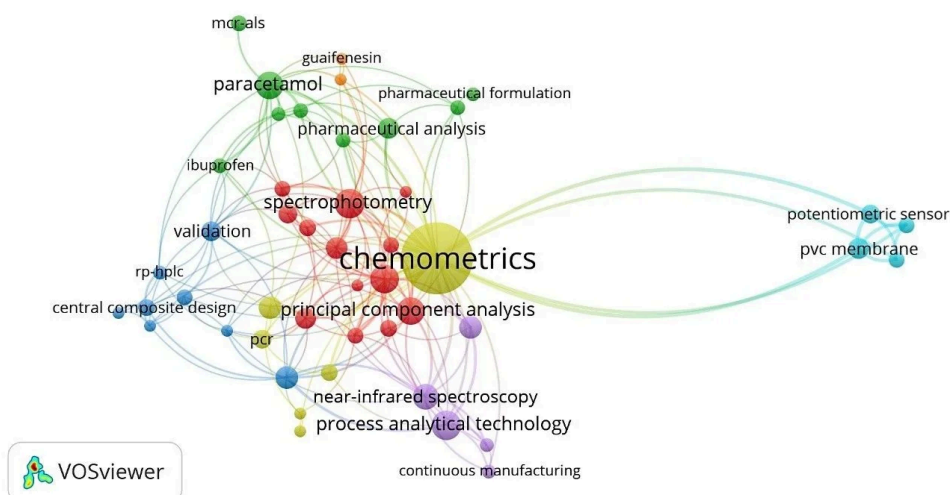 mcr-als
guaifenesin
paracetamol
pharmaceutical formulation
pharmaceutical analysis
ibuprofen
spectrophotometry
potentiometric sensor
validation
pvc membrane
chemometrics
rp-hplc
central composite design
principal component analysis
pcr
near-infrared spectroscopy
process analytical technology
continuous manufacturing
VOSviewer